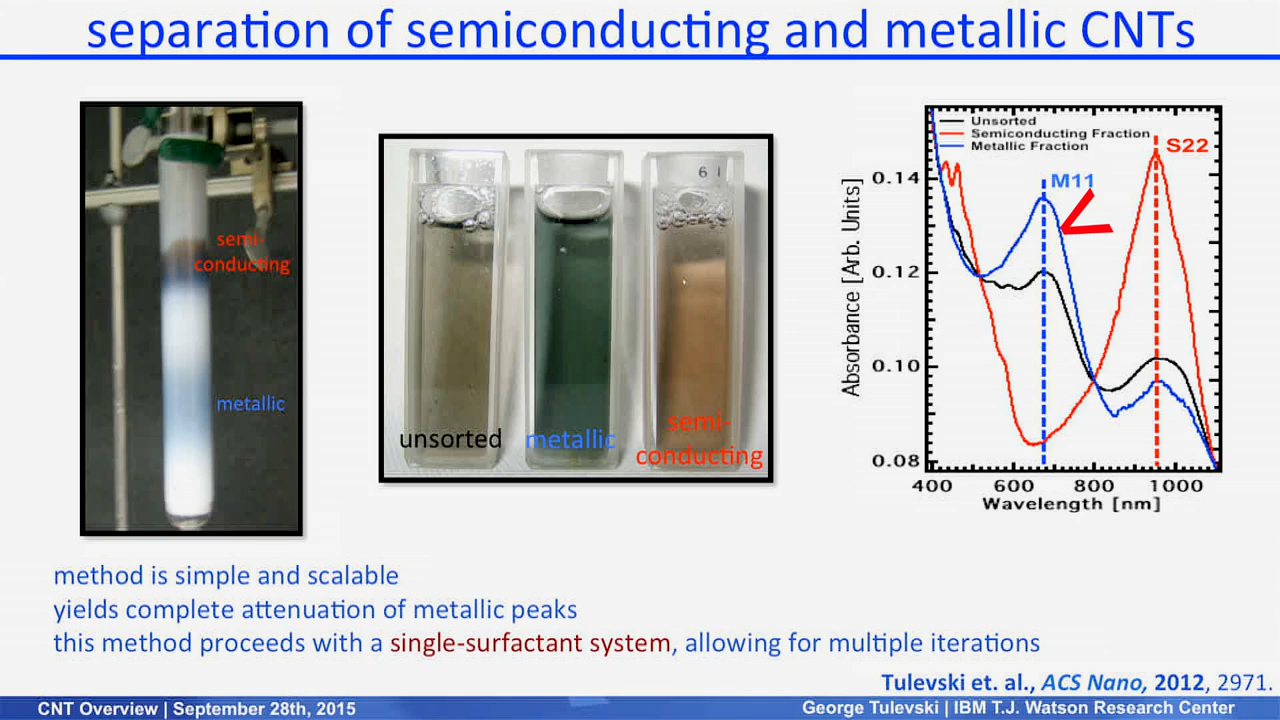 separation of semiconducting and metallic CNTs
semi-
conducting
metallic
unsorted
metallic
semi-
conducting
6 1
Unsorted
Semiconducting Fraction
Metallic Fraction
M11
S22
0.14
0.12
0.10
0.08
400 600 800 1000
Absorbance [Arb. Units]
Wavelength [nm]
method is simple and scalable
yields complete attenuation of metallic peaks
this method proceeds with a single-surfactant system, allowing for multiple iterations
Tulevski et. al., ACS Nano, 2012, 2971.
CNT Overview | September 28th, 2015
George Tulevski | IBM T.J. Watson Research Center